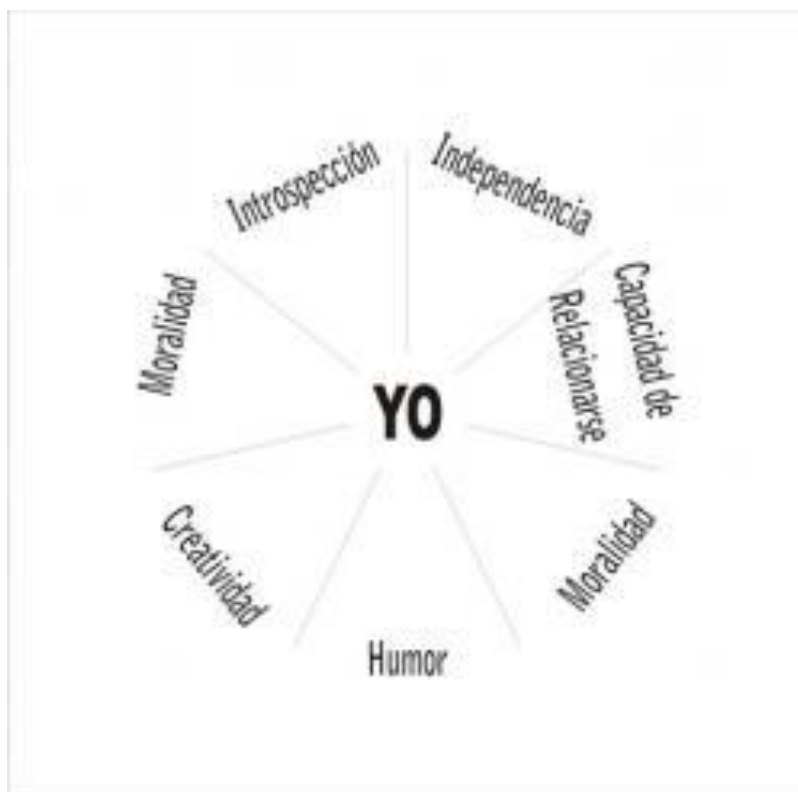 Introspección
Independencia
Capacidad de
Relacionarse
Moralidad
Humor
Creatividad
Moralidad
YO